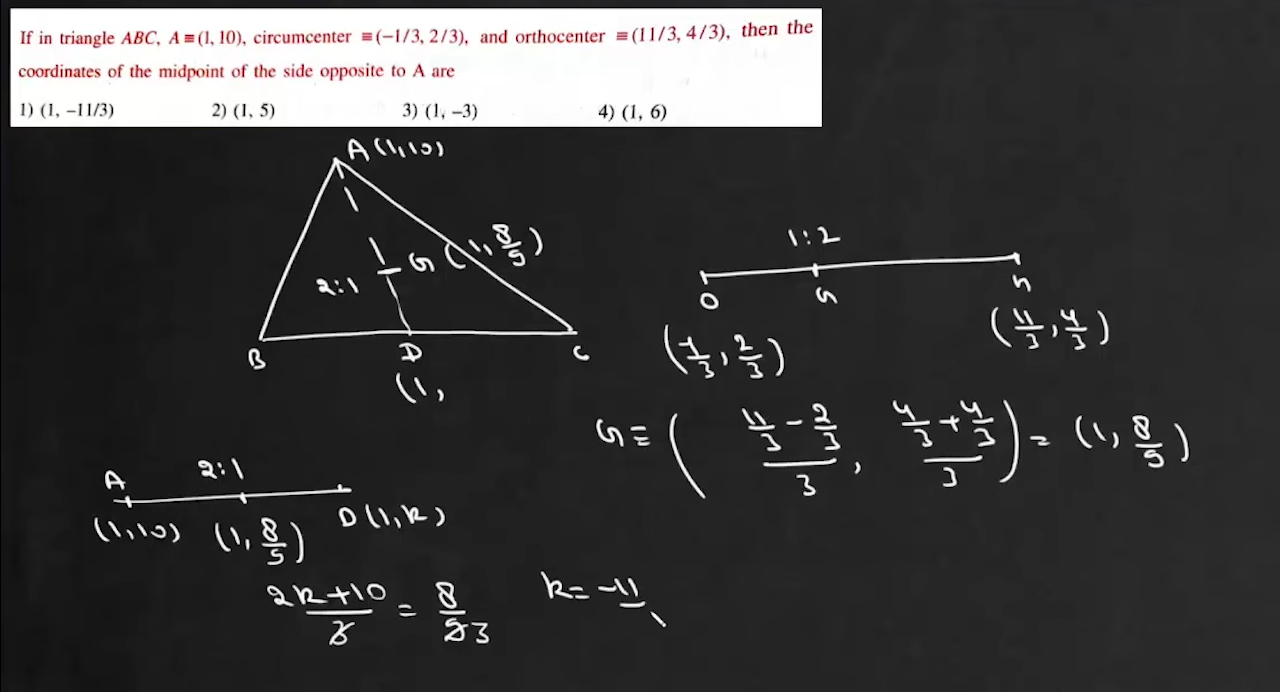 If in triangle ABC, A ≡ (1, 10), circumcenter ≡ (−1/3, 2/3), and orthocenter ≡ (11/3, 4/3), then the
coordinates of the midpoint of the side opposite to A are
1) (1, −11/3) 2) (1, 5) 3) (1, −3) 4) (1, 6)
A (1,10)
G (1, 8/9)
2:1
B
D
C
(1,
1:2
O
G
H
(-1/3, 2/3)
(11/3, 4/3)
G ≡ ( (11/3 - 2/3)/3 , (4/3 + 4/3)/3 ) = (1, 8/9)
A 2:1
(1,10) (1, 8/9) D (1,k)
(2k+10)/3 = 8/9 3 k = -11